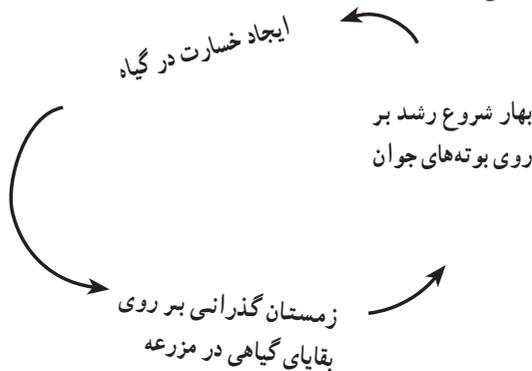 ایجاد خسارت در گیاه
بهار شروع رشد بر
روی بوته‌های جوان
زمستان گذرانی بر روی
بقایای گیاهی در مزرعه